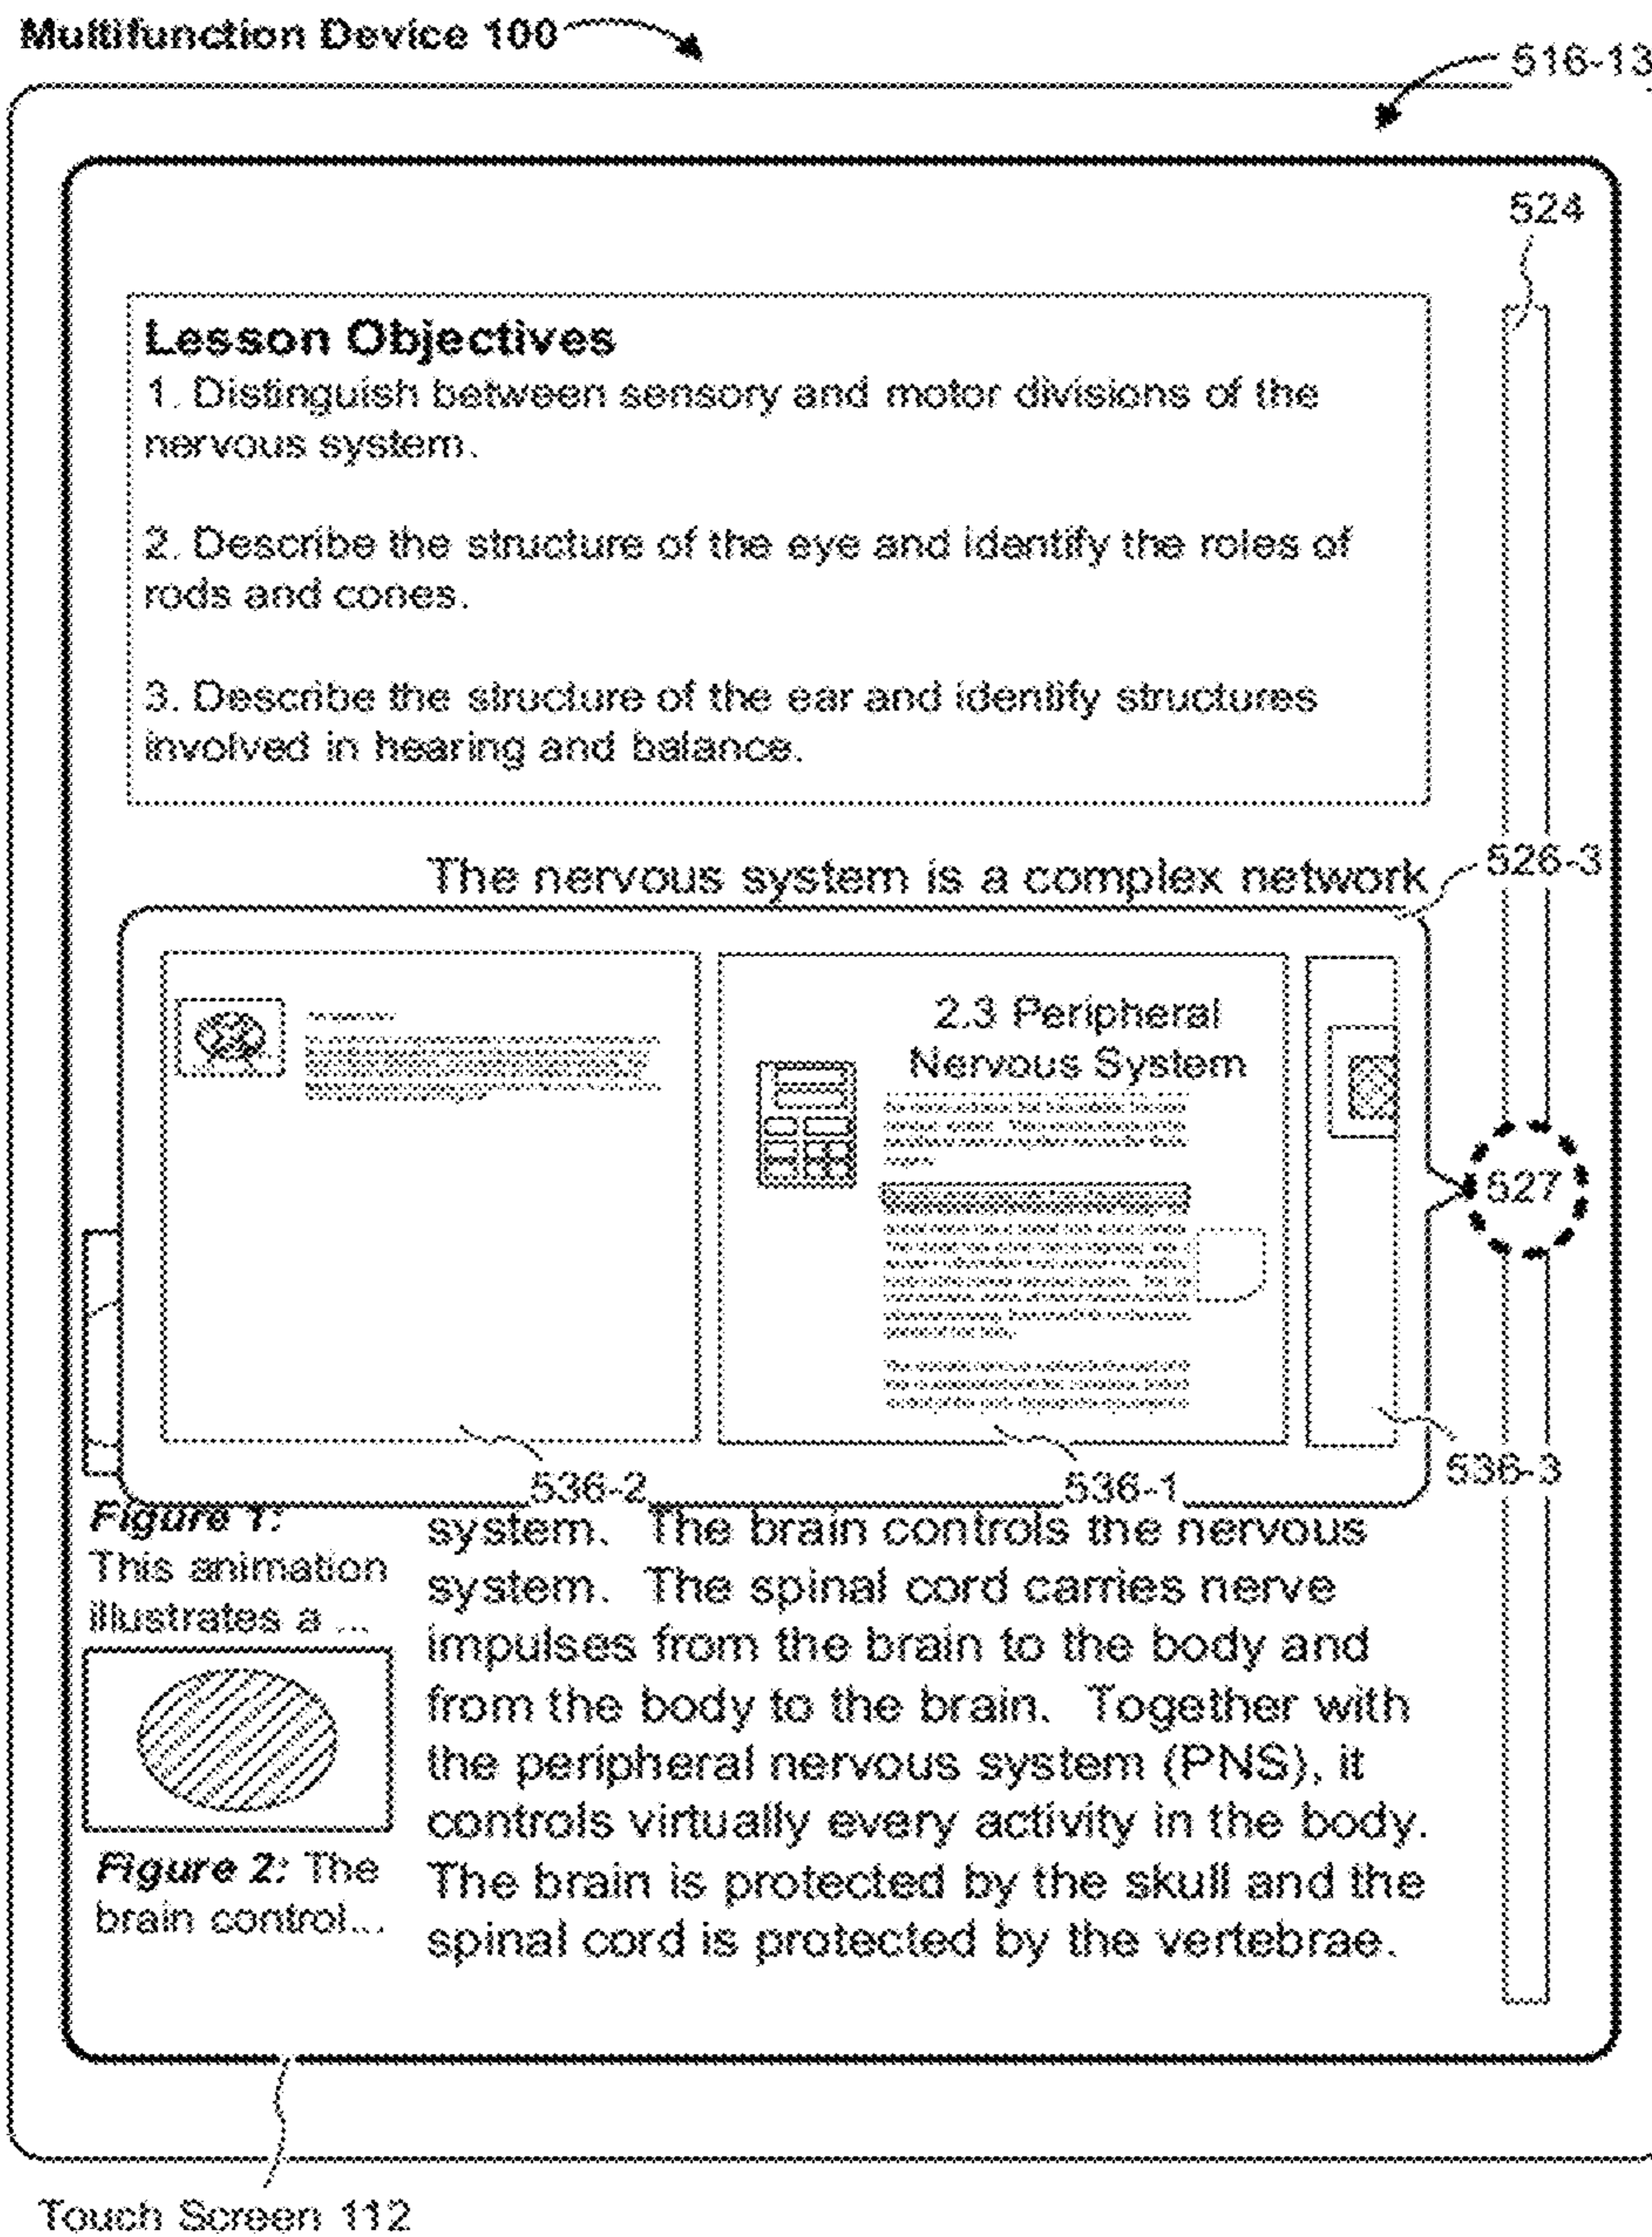 Multifunction Device 100
516-13
524
Lesson Objectives
1. Distinguish between sensory and motor divisions of the
nervous system.
2. Describe the structure of the eye and identify the roles of
rods and cones.
3. Describe the structure of the ear and identify structures
involved in hearing and balance.
The nervous system is a complex network
526-3
2.3 Peripheral
Nervous System
527
536-2
536-1
536-3
Figure 1:
This animation
illustrates a ...
system. The brain controls the nervous
system. The spinal cord carries nerve
impulses from the brain to the body and
from the body to the brain. Together with
the peripheral nervous system (PNS), it
controls virtually every activity in the body.
The brain is protected by the skull and the
spinal cord is protected by the vertebrae.
Figure 2: The
brain control...
Touch Screen 112